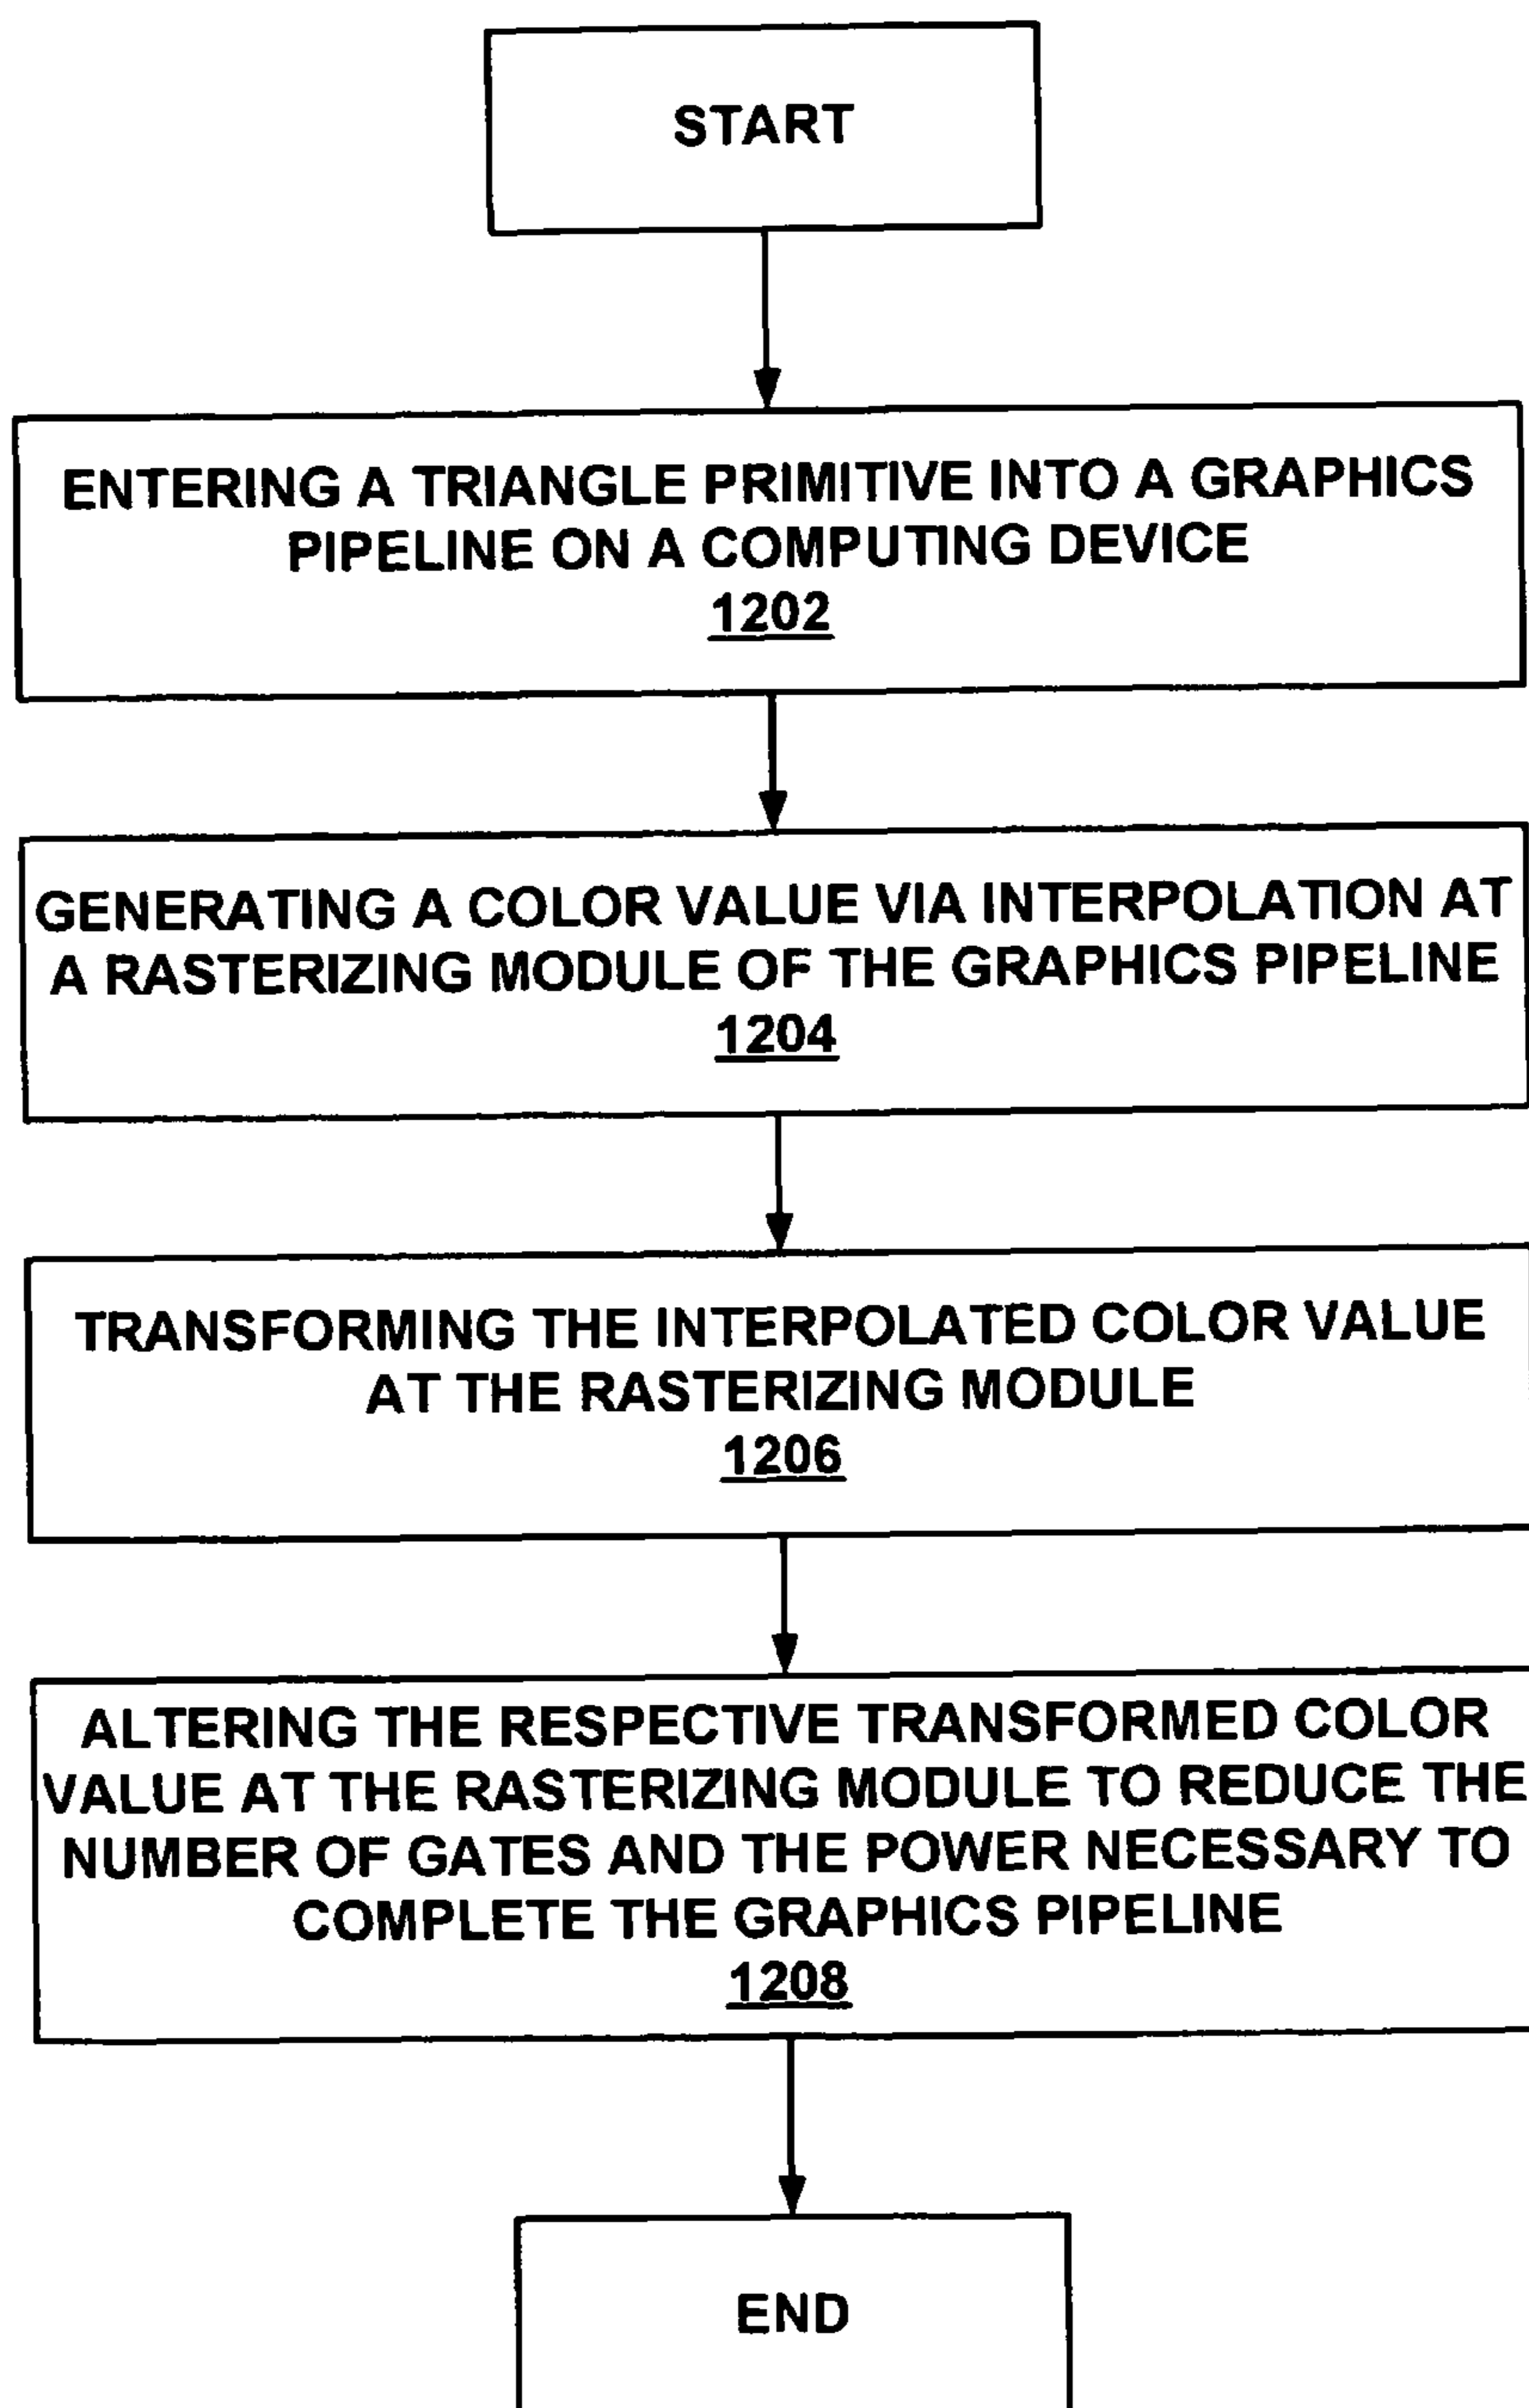 START
ENTERING A TRIANGLE PRIMITIVE INTO A GRAPHICS
PIPELINE ON A COMPUTING DEVICE
1202
GENERATING A COLOR VALUE VIA INTERPOLATION AT
A RASTERIZING MODULE OF THE GRAPHICS PIPELINE
1204
TRANSFORMING THE INTERPOLATED COLOR VALUE
AT THE RASTERIZING MODULE
1206
ALTERING THE RESPECTIVE TRANSFORMED COLOR
VALUE AT THE RASTERIZING MODULE TO REDUCE THE
NUMBER OF GATES AND THE POWER NECESSARY TO
COMPLETE THE GRAPHICS PIPELINE
1208
END